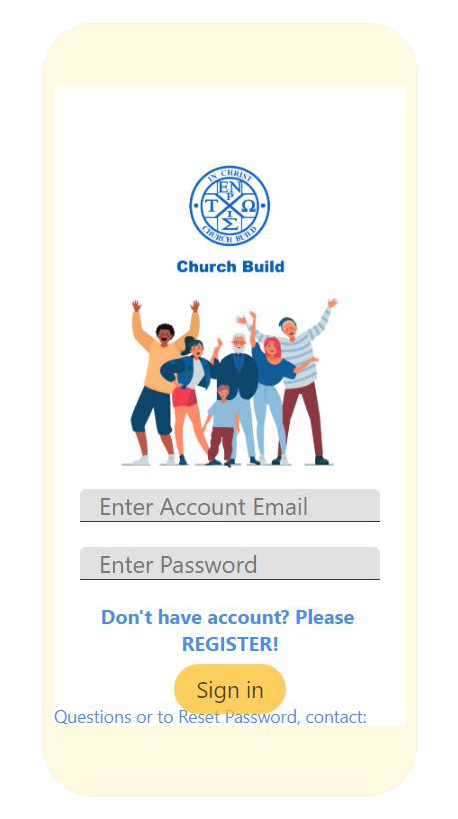 IN CHRIST
EN
P
T Ω
I
Σ
CHURCH BUILD
Church Build
Enter Account Email
Enter Password
Don't have account? Please
REGISTER!
Sign in
Questions or to Reset Password, contact: